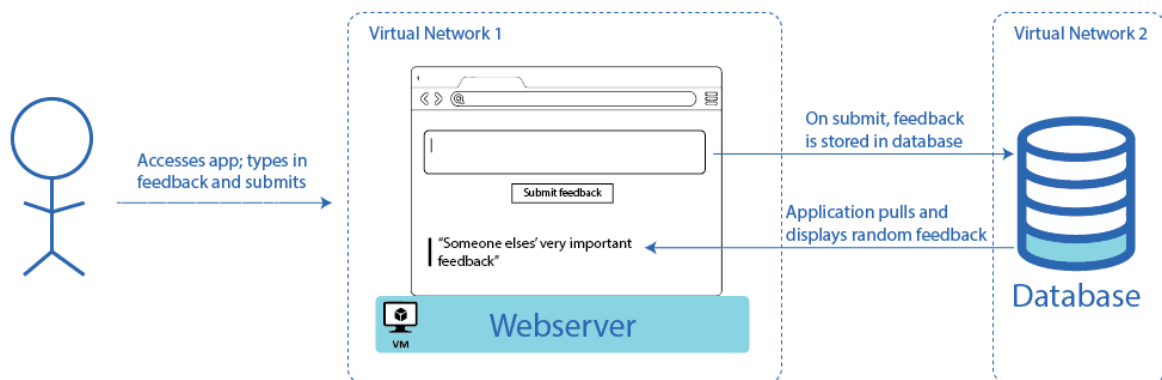 Virtual Network 1
Virtual Network 2
Accesses app; types in
feedback and submits
On submit, feedback
is stored in database
Submit feedback
Application pulls and
displays random feedback
"Someone elses' very important
feedback"
Database
Webserver
VM